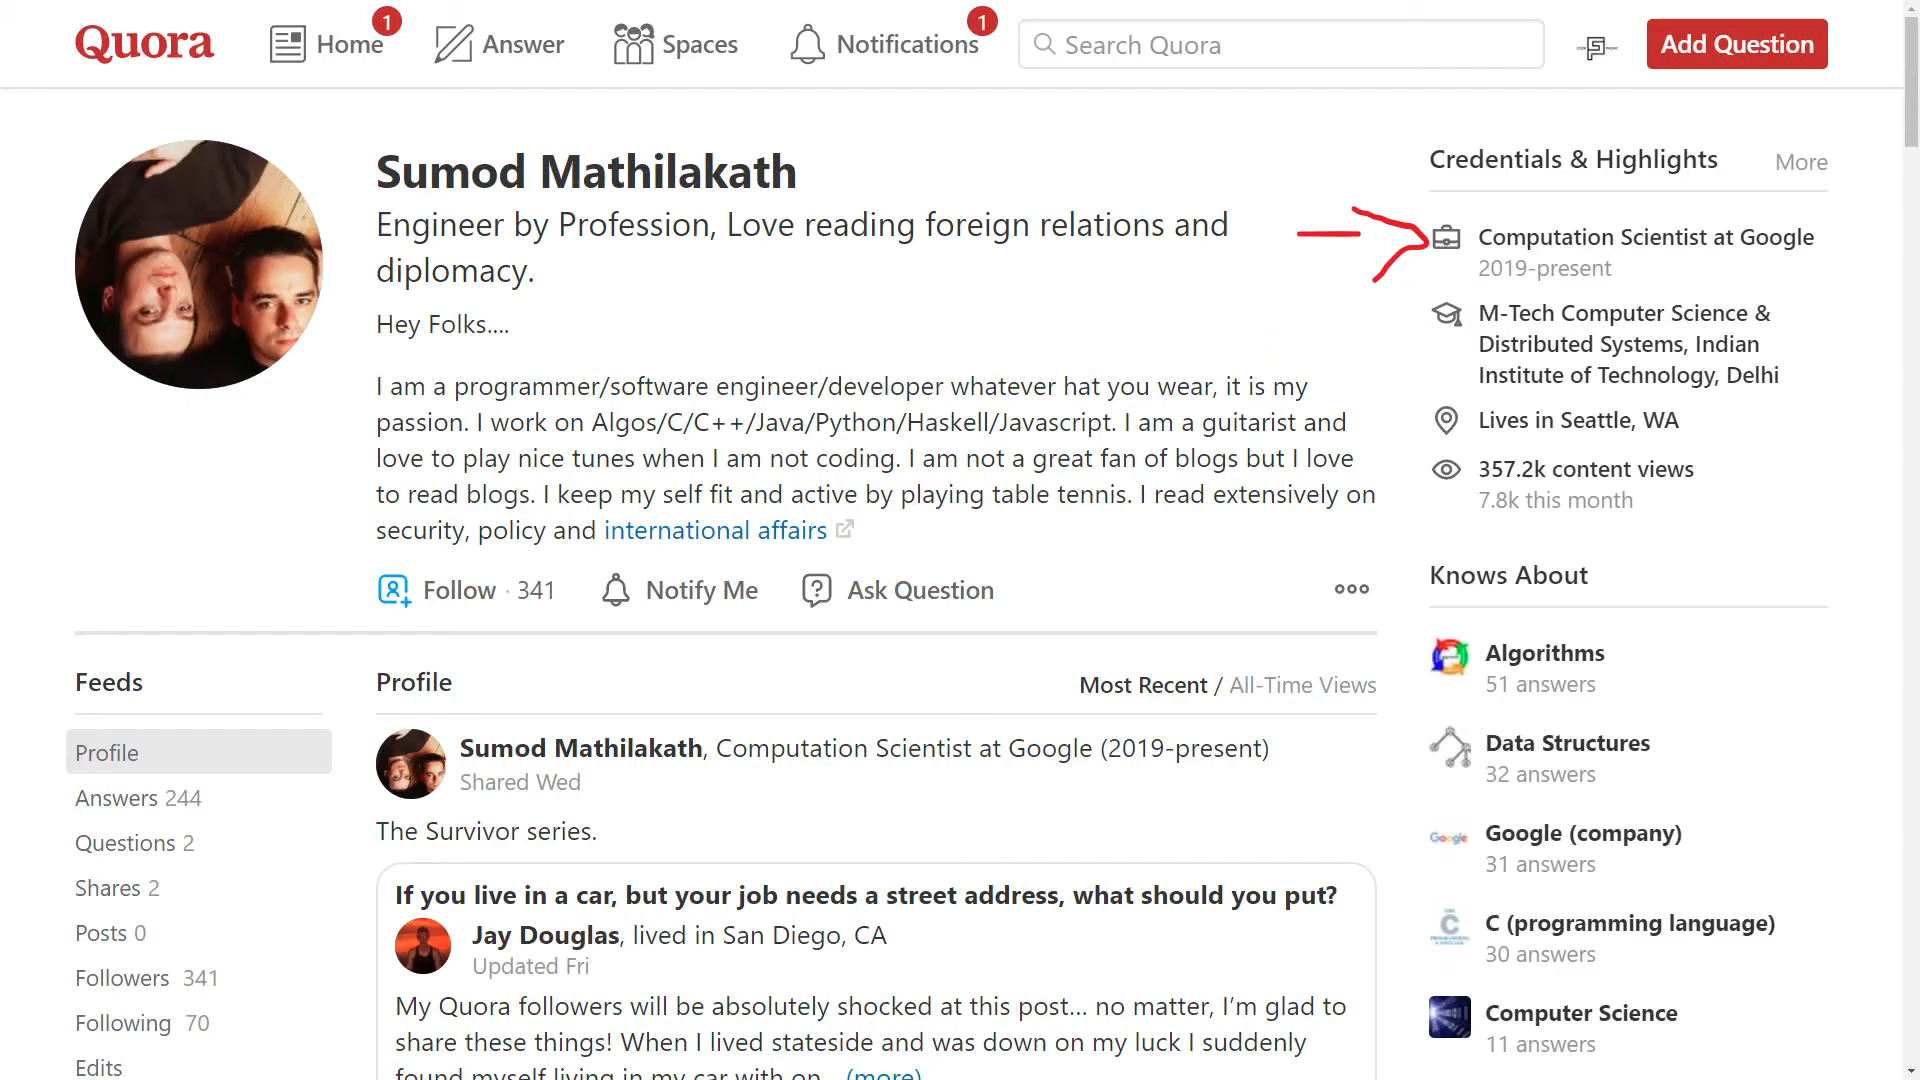 Quora
Home
1
Answer
Spaces
Notifications
1
Search Quora
Add Question
Sumod Mathilakath
Engineer by Profession, Love reading foreign relations and
diplomacy.
Hey Folks....
I am a programmer/software engineer/developer whatever hat you wear, it is my
passion. I work on Algos/C/C++/Java/Python/Haskell/Javascript. I am a guitarist and
love to play nice tunes when I am not coding. I am not a great fan of blogs but I love
to read blogs. I keep my self fit and active by playing table tennis. I read extensively on
security, policy and international affairs
Follow · 341
Notify Me
Ask Question
Credentials & Highlights
More
Computation Scientist at Google
2019-present
M-Tech Computer Science &
Distributed Systems, Indian
Institute of Technology, Delhi
Lives in Seattle, WA
357.2k content views
7.8k this month
Knows About
Algorithms
51 answers
Data Structures
32 answers
Google
Google (company)
31 answers
C (programming language)
30 answers
Computer Science
11 answers
Feeds
Profile
Answers 244
Questions 2
Shares 2
Posts 0
Followers 341
Following 70
Edits
Profile
Most Recent / All-Time Views
Sumod Mathilakath, Computation Scientist at Google (2019-present)
Shared Wed
The Survivor series.
If you live in a car, but your job needs a street address, what should you put?
Jay Douglas, lived in San Diego, CA
Updated Fri
My Quora followers will be absolutely shocked at this post... no matter, I'm glad to
share these things! When I lived stateside and was down on my luck I suddenly
found myself living in my car with on... (more)